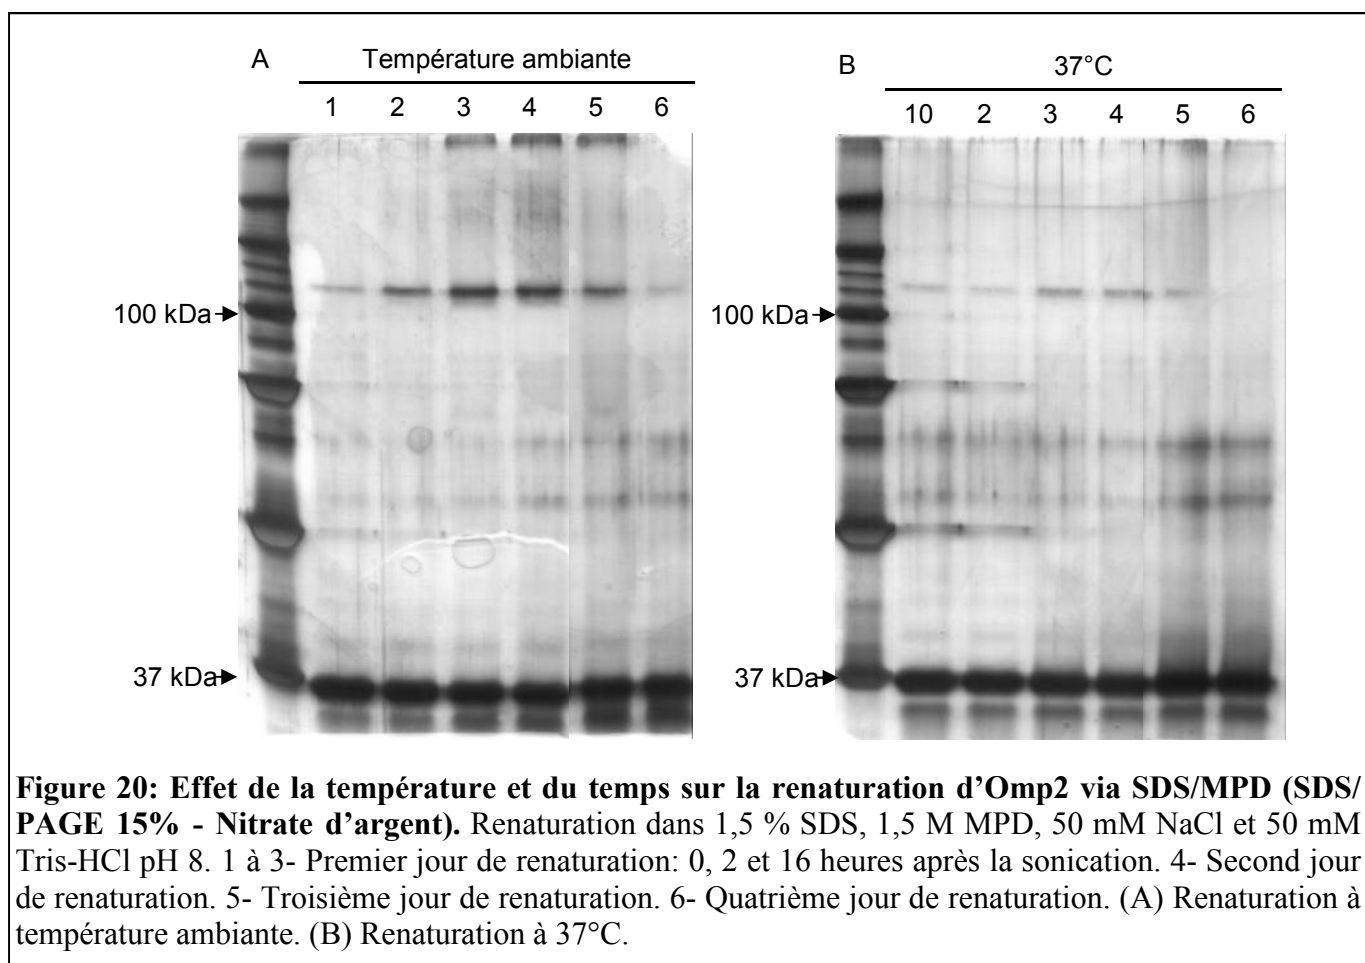 A Température ambiante
1 2 3 4 5 6
100 kDa
37 kDa
B 37°C
10 2 3 4 5 6
100 kDa
37 kDa
Figure 20: Effet de la température et du temps sur la renaturation d’Omp2 via SDS/MPD (SDS/
PAGE 15% - Nitrate d’argent). Renaturation dans 1,5 % SDS, 1,5 M MPD, 50 mM NaCl et 50 mM
Tris-HCl pH 8. 1 à 3- Premier jour de renaturation: 0, 2 et 16 heures après la sonication. 4- Second jour
de renaturation. 5- Troisième jour de renaturation. 6- Quatrième jour de renaturation. (A) Renaturation à
température ambiante. (B) Renaturation à 37°C.